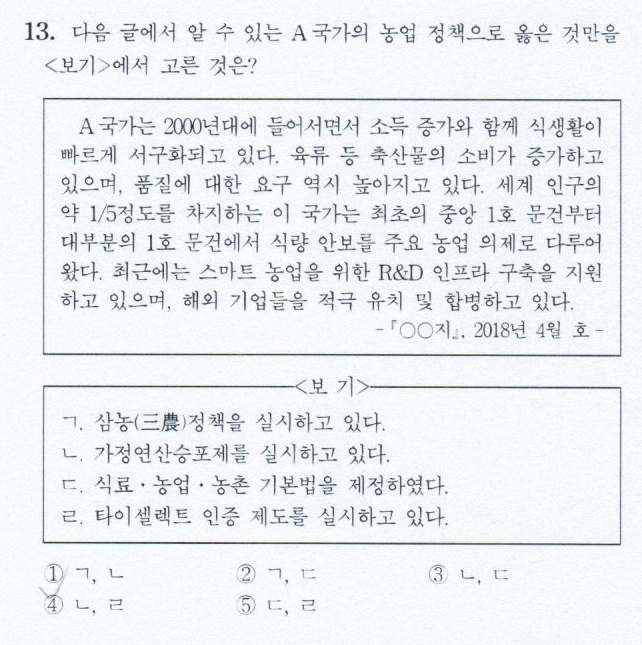 13. 다음 글에서 알 수 있는 A국가의 농업 정책으로 옳은 것만을
<보기>에서 고른 것은?
A국가는 2000년대에 들어서면서 소득 증가와 함께 식생활이
빠르게 서구화되고 있다. 육류 등 축산물의 소비가 증가하고
있으며, 품질에 대한 요구 역시 높아지고 있다. 세계 인구의
약 1/5정도를 차지하는 이 국가는 최초의 중앙 1호 문건부터
대부분의 1호 문건에서 식량 안보를 주요 농업 의제로 다루어
왔다. 최근에는 스마트 농업을 위한 R&D 인프라 구축을 지원
하고 있으며, 해외 기업들을 적극 유치 및 합병하고 있다.
-『○○지』, 2018년 4월 호-
<보 기>
ㄱ. 삼농(三農)정책을 실시하고 있다.
ㄴ. 가정연산승포제를 실시하고 있다.
ㄷ. 식료·농업·농촌 기본법을 제정하였다.
ㄹ. 타이셀렉트 인증 제도를 실시하고 있다.
① ㄱ, ㄴ ② ㄱ, ㄷ ③ ㄴ, ㄷ
④ ㄴ, ㄹ ⑤ ㄷ, ㄹ